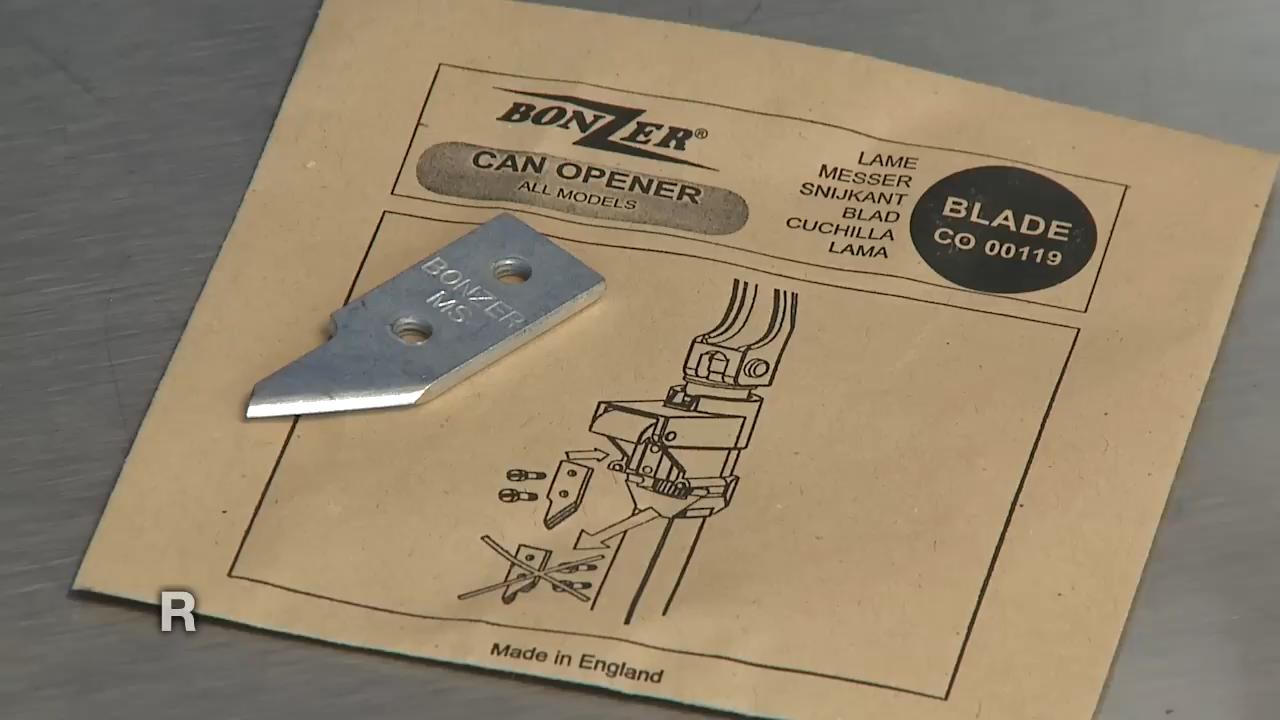 BONZER®
CAN OPENER
ALL MODELS
LAME
MESSER
SNIJKANT
BLAD
CUCHILLA
LAMA
BLADE
CO 00119
BONZER
MS
R
Made in England